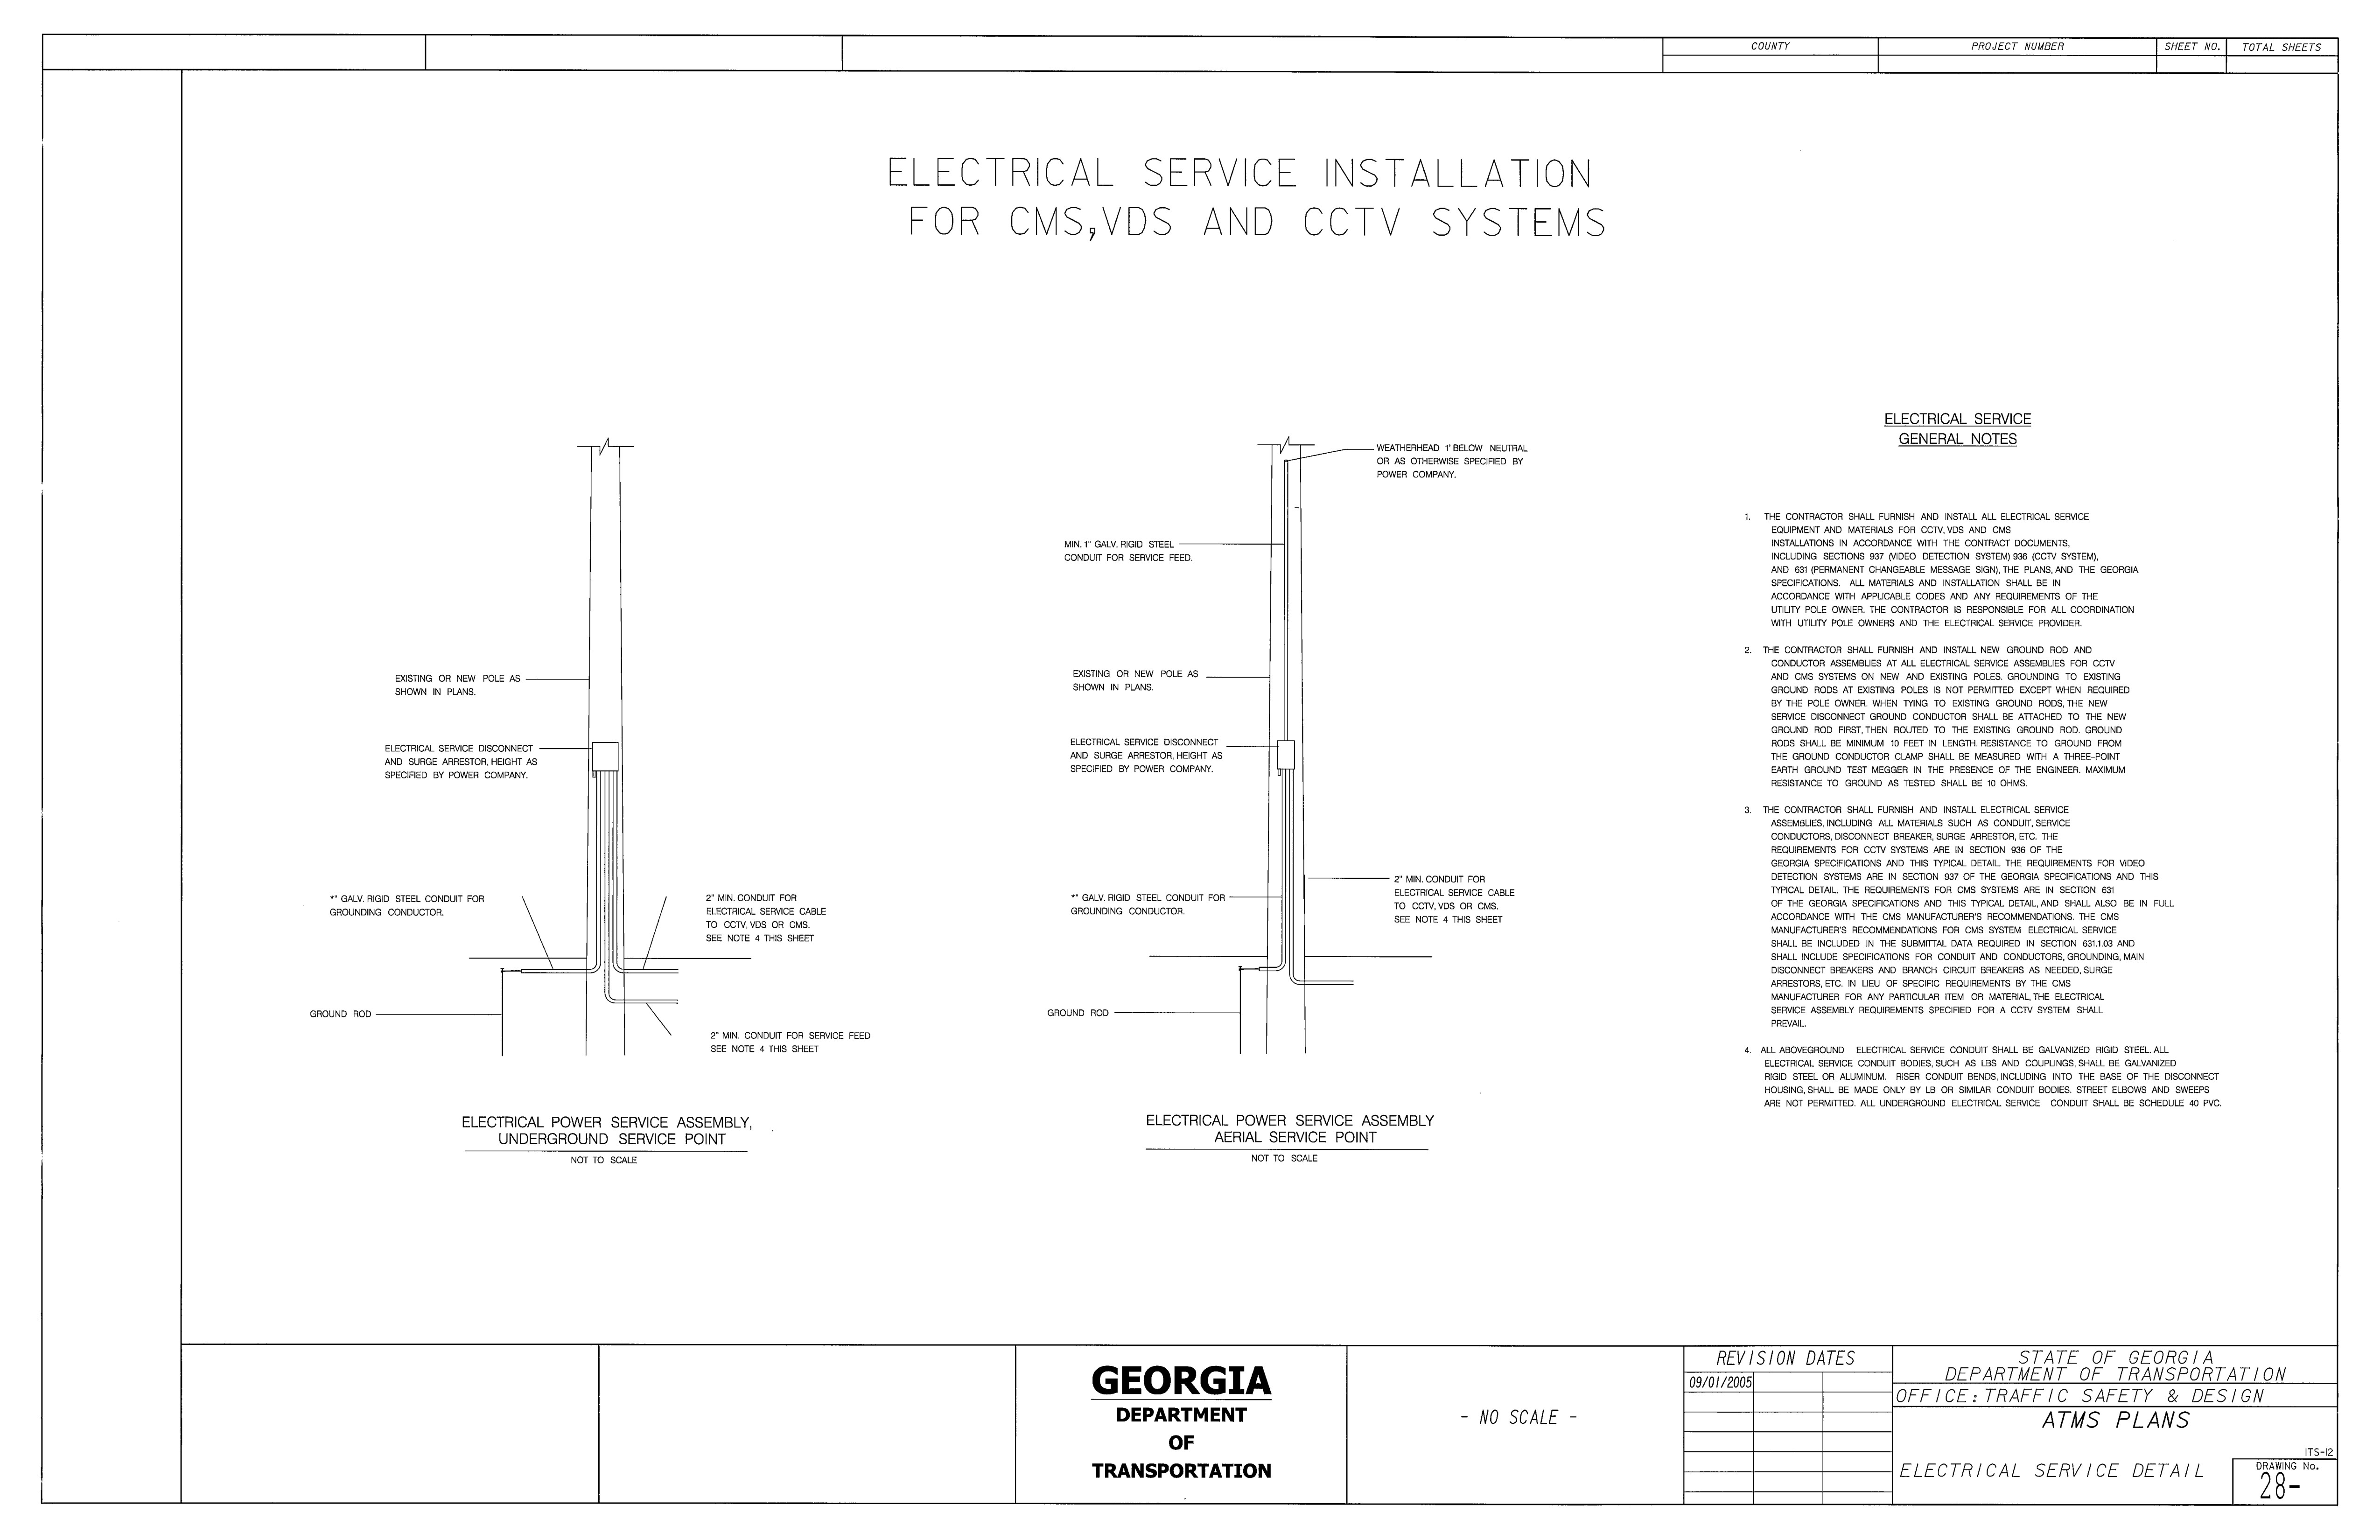 COUNTY
PROJECT NUMBER
SHEET NO.
TOTAL SHEETS
ELECTRICAL SERVICE INSTALLATION
FOR CMS,VDS AND CCTV SYSTEMS
EXISTING OR NEW POLE AS
SHOWN IN PLANS.
ELECTRICAL SERVICE DISCONNECT
AND SURGE ARRESTOR, HEIGHT AS
SPECIFIED BY POWER COMPANY.
*" GALV. RIGID STEEL CONDUIT FOR
GROUNDING CONDUCTOR.
2" MIN. CONDUIT FOR
ELECTRICAL SERVICE CABLE
TO CCTV, VDS OR CMS.
SEE NOTE 4 THIS SHEET
GROUND ROD
2" MIN. CONDUIT FOR SERVICE FEED
SEE NOTE 4 THIS SHEET
ELECTRICAL POWER SERVICE ASSEMBLY,
UNDERGROUND SERVICE POINT
NOT TO SCALE
WEATHERHEAD 1' BELOW NEUTRAL
OR AS OTHERWISE SPECIFIED BY
POWER COMPANY.
MIN. 1" GALV. RIGID STEEL
CONDUIT FOR SERVICE FEED.
EXISTING OR NEW POLE AS
SHOWN IN PLANS.
ELECTRICAL SERVICE DISCONNECT
AND SURGE ARRESTOR, HEIGHT AS
SPECIFIED BY POWER COMPANY.
*" GALV. RIGID STEEL CONDUIT FOR
GROUNDING CONDUCTOR.
2" MIN. CONDUIT FOR
ELECTRICAL SERVICE CABLE
TO CCTV, VDS OR CMS.
SEE NOTE 4 THIS SHEET
GROUND ROD
ELECTRICAL POWER SERVICE ASSEMBLY
AERIAL SERVICE POINT
NOT TO SCALE
ELECTRICAL SERVICE
GENERAL NOTES
1. THE CONTRACTOR SHALL FURNISH AND INSTALL ALL ELECTRICAL SERVICE
EQUIPMENT AND MATERIALS FOR CCTV, VDS AND CMS
INSTALLATIONS IN ACCORDANCE WITH THE CONTRACT DOCUMENTS,
INCLUDING SECTIONS 937 (VIDEO DETECTION SYSTEM) 936 (CCTV SYSTEM),
AND 631 (PERMANENT CHANGEABLE MESSAGE SIGN), THE PLANS, AND THE GEORGIA
SPECIFICATIONS. ALL MATERIALS AND INSTALLATION SHALL BE IN
ACCORDANCE WITH APPLICABLE CODES AND ANY REQUIREMENTS OF THE
UTILITY POLE OWNER. THE CONTRACTOR IS RESPONSIBLE FOR ALL COORDINATION
WITH UTILITY POLE OWNERS AND THE ELECTRICAL SERVICE PROVIDER.
2. THE CONTRACTOR SHALL FURNISH AND INSTALL NEW GROUND ROD AND
CONDUCTOR ASSEMBLIES AT ALL ELECTRICAL SERVICE ASSEMBLIES FOR CCTV
AND CMS SYSTEMS ON NEW AND EXISTING POLES. GROUNDING TO EXISTING
GROUND RODS AT EXISTING POLES IS NOT PERMITTED EXCEPT WHEN REQUIRED
BY THE POLE OWNER. WHEN TYING TO EXISTING GROUND RODS, THE NEW
SERVICE DISCONNECT GROUND CONDUCTOR SHALL BE ATTACHED TO THE NEW
GROUND ROD FIRST, THEN ROUTED TO THE EXISTING GROUND ROD. GROUND
RODS SHALL BE MINIMUM 10 FEET IN LENGTH. RESISTANCE TO GROUND FROM
THE GROUND CONDUCTOR CLAMP SHALL BE MEASURED WITH A THREE-POINT
EARTH GROUND TEST MEGGER IN THE PRESENCE OF THE ENGINEER. MAXIMUM
RESISTANCE TO GROUND AS TESTED SHALL BE 10 OHMS.
3. THE CONTRACTOR SHALL FURNISH AND INSTALL ELECTRICAL SERVICE
ASSEMBLIES, INCLUDING ALL MATERIALS SUCH AS CONDUIT, SERVICE
CONDUCTORS, DISCONNECT BREAKER, SURGE ARRESTOR, ETC. THE
REQUIREMENTS FOR CCTV SYSTEMS ARE IN SECTION 936 OF THE
GEORGIA SPECIFICATIONS AND THIS TYPICAL DETAIL. THE REQUIREMENTS FOR VIDEO
DETECTION SYSTEMS ARE IN SECTION 937 OF THE GEORGIA SPECIFICATIONS AND THIS
TYPICAL DETAIL. THE REQUIREMENTS FOR CMS SYSTEMS ARE IN SECTION 631
OF THE GEORGIA SPECIFICATIONS AND THIS TYPICAL DETAIL, AND SHALL ALSO BE IN FULL
ACCORDANCE WITH THE CMS MANUFACTURER'S RECOMMENDATIONS. THE CMS
MANUFACTURER'S RECOMMENDATIONS FOR CMS SYSTEM ELECTRICAL SERVICE
SHALL BE INCLUDED IN THE SUBMITTAL DATA REQUIRED IN SECTION 631.1.03 AND
SHALL INCLUDE SPECIFICATIONS FOR CONDUIT AND CONDUCTORS, GROUNDING, MAIN
DISCONNECT BREAKERS AND BRANCH CIRCUIT BREAKERS AS NEEDED, SURGE
ARRESTORS, ETC. IN LIEU OF SPECIFIC REQUIREMENTS BY THE CMS
MANUFACTURER FOR ANY PARTICULAR ITEM OR MATERIAL, THE ELECTRICAL
SERVICE ASSEMBLY REQUIREMENTS SPECIFIED FOR A CCTV SYSTEM SHALL
PREVAIL.
4. ALL ABOVEGROUND ELECTRICAL SERVICE CONDUIT SHALL BE GALVANIZED RIGID STEEL. ALL
ELECTRICAL SERVICE CONDUIT BODIES, SUCH AS LBS AND COUPLINGS, SHALL BE GALVANIZED
RIGID STEEL OR ALUMINUM. RISER CONDUIT BENDS, INCLUDING INTO THE BASE OF THE DISCONNECT
HOUSING, SHALL BE MADE ONLY BY LB OR SIMILAR CONDUIT BODIES. STREET ELBOWS AND SWEEPS
ARE NOT PERMITTED. ALL UNDERGROUND ELECTRICAL SERVICE CONDUIT SHALL BE SCHEDULE 40 PVC.
GEORGIA
DEPARTMENT
OF
TRANSPORTATION
- NO SCALE -
REVISION DATES
09/01/2005
STATE OF GEORGIA
DEPARTMENT OF TRANSPORTATION
OFFICE: TRAFFIC SAFETY & DESIGN
ATMS PLANS
ITS-12
ELECTRICAL SERVICE DETAIL
DRAWING No.
28-